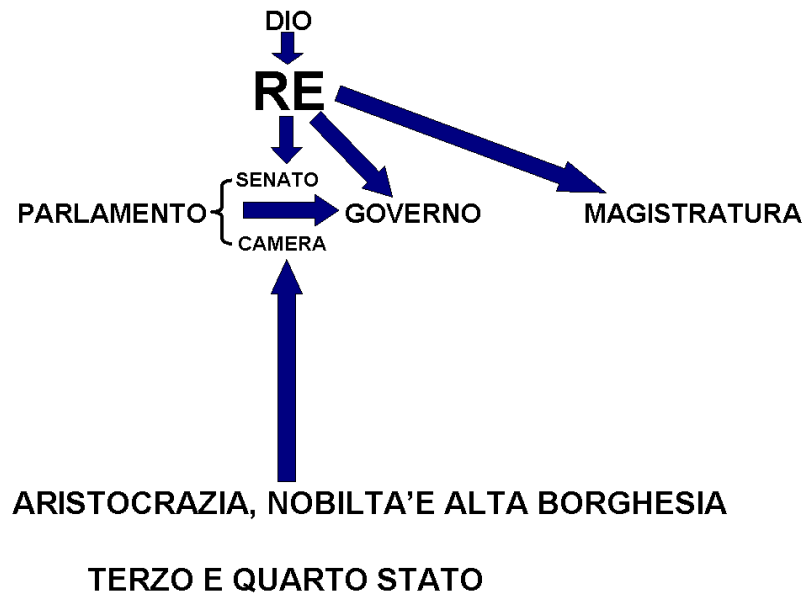 DIO
RE
SENATO
PARLAMENTO GOVERNO MAGISTRATURA
CAMERA
ARISTOCRAZIA, NOBILTA'E ALTA BORGHESIA
TERZO E QUARTO STATO